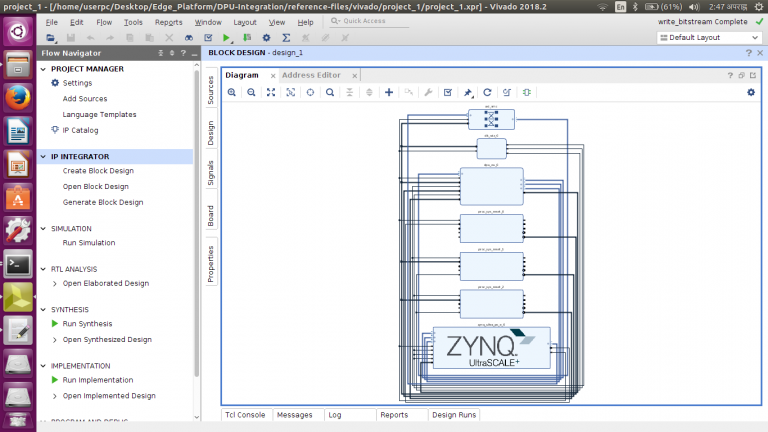 project_1 - [/home/userpc/Desktop/Edge_Platform/DPU-Integration/reference-files/vivado/project_1/project_1.xpr] - Vivado 2018.2
En
(61%)
2:47 अपराह्न
File Edit Flow Tools Reports Window Layout View Help Quick Access
write_bitstream Complete
Default Layout
Flow Navigator
PROJECT MANAGER
Settings
Add Sources
Language Templates
IP Catalog
IP INTEGRATOR
Create Block Design
Open Block Design
Generate Block Design
SIMULATION
Run Simulation
RTL ANALYSIS
Open Elaborated Design
SYNTHESIS
Run Synthesis
Open Synthesized Design
IMPLEMENTATION
Run Implementation
Open Implemented Design
BLOCK DESIGN - design_1
Sources
Design
Signals
Board
Properties
Diagram
Address Editor
ZYNQ
UltraSCALE+
Tcl Console
Messages
Log
Reports
Design Runs